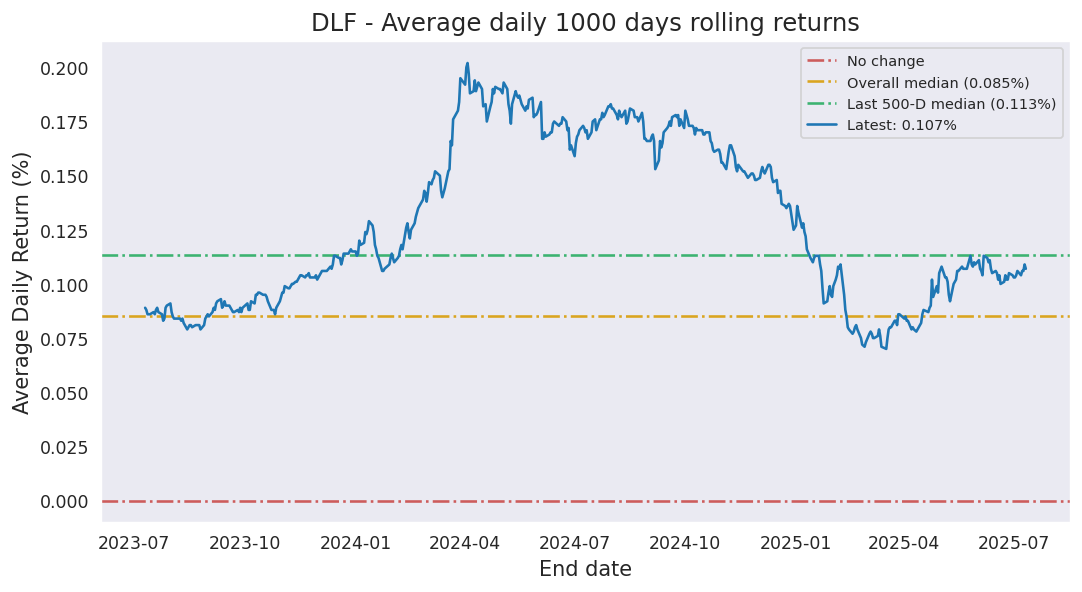 DLF - Average daily 1000 days rolling returns
No change
Overall median (0.085%)
Last 500-D median (0.113%)
Latest: 0.107%
Average Daily Return (%)
0.200
0.175
0.150
0.125
0.100
0.075
0.050
0.025
0.000
2023-07 2023-10 2024-01 2024-04 2024-07 2024-10 2025-01 2025-04 2025-07
End date